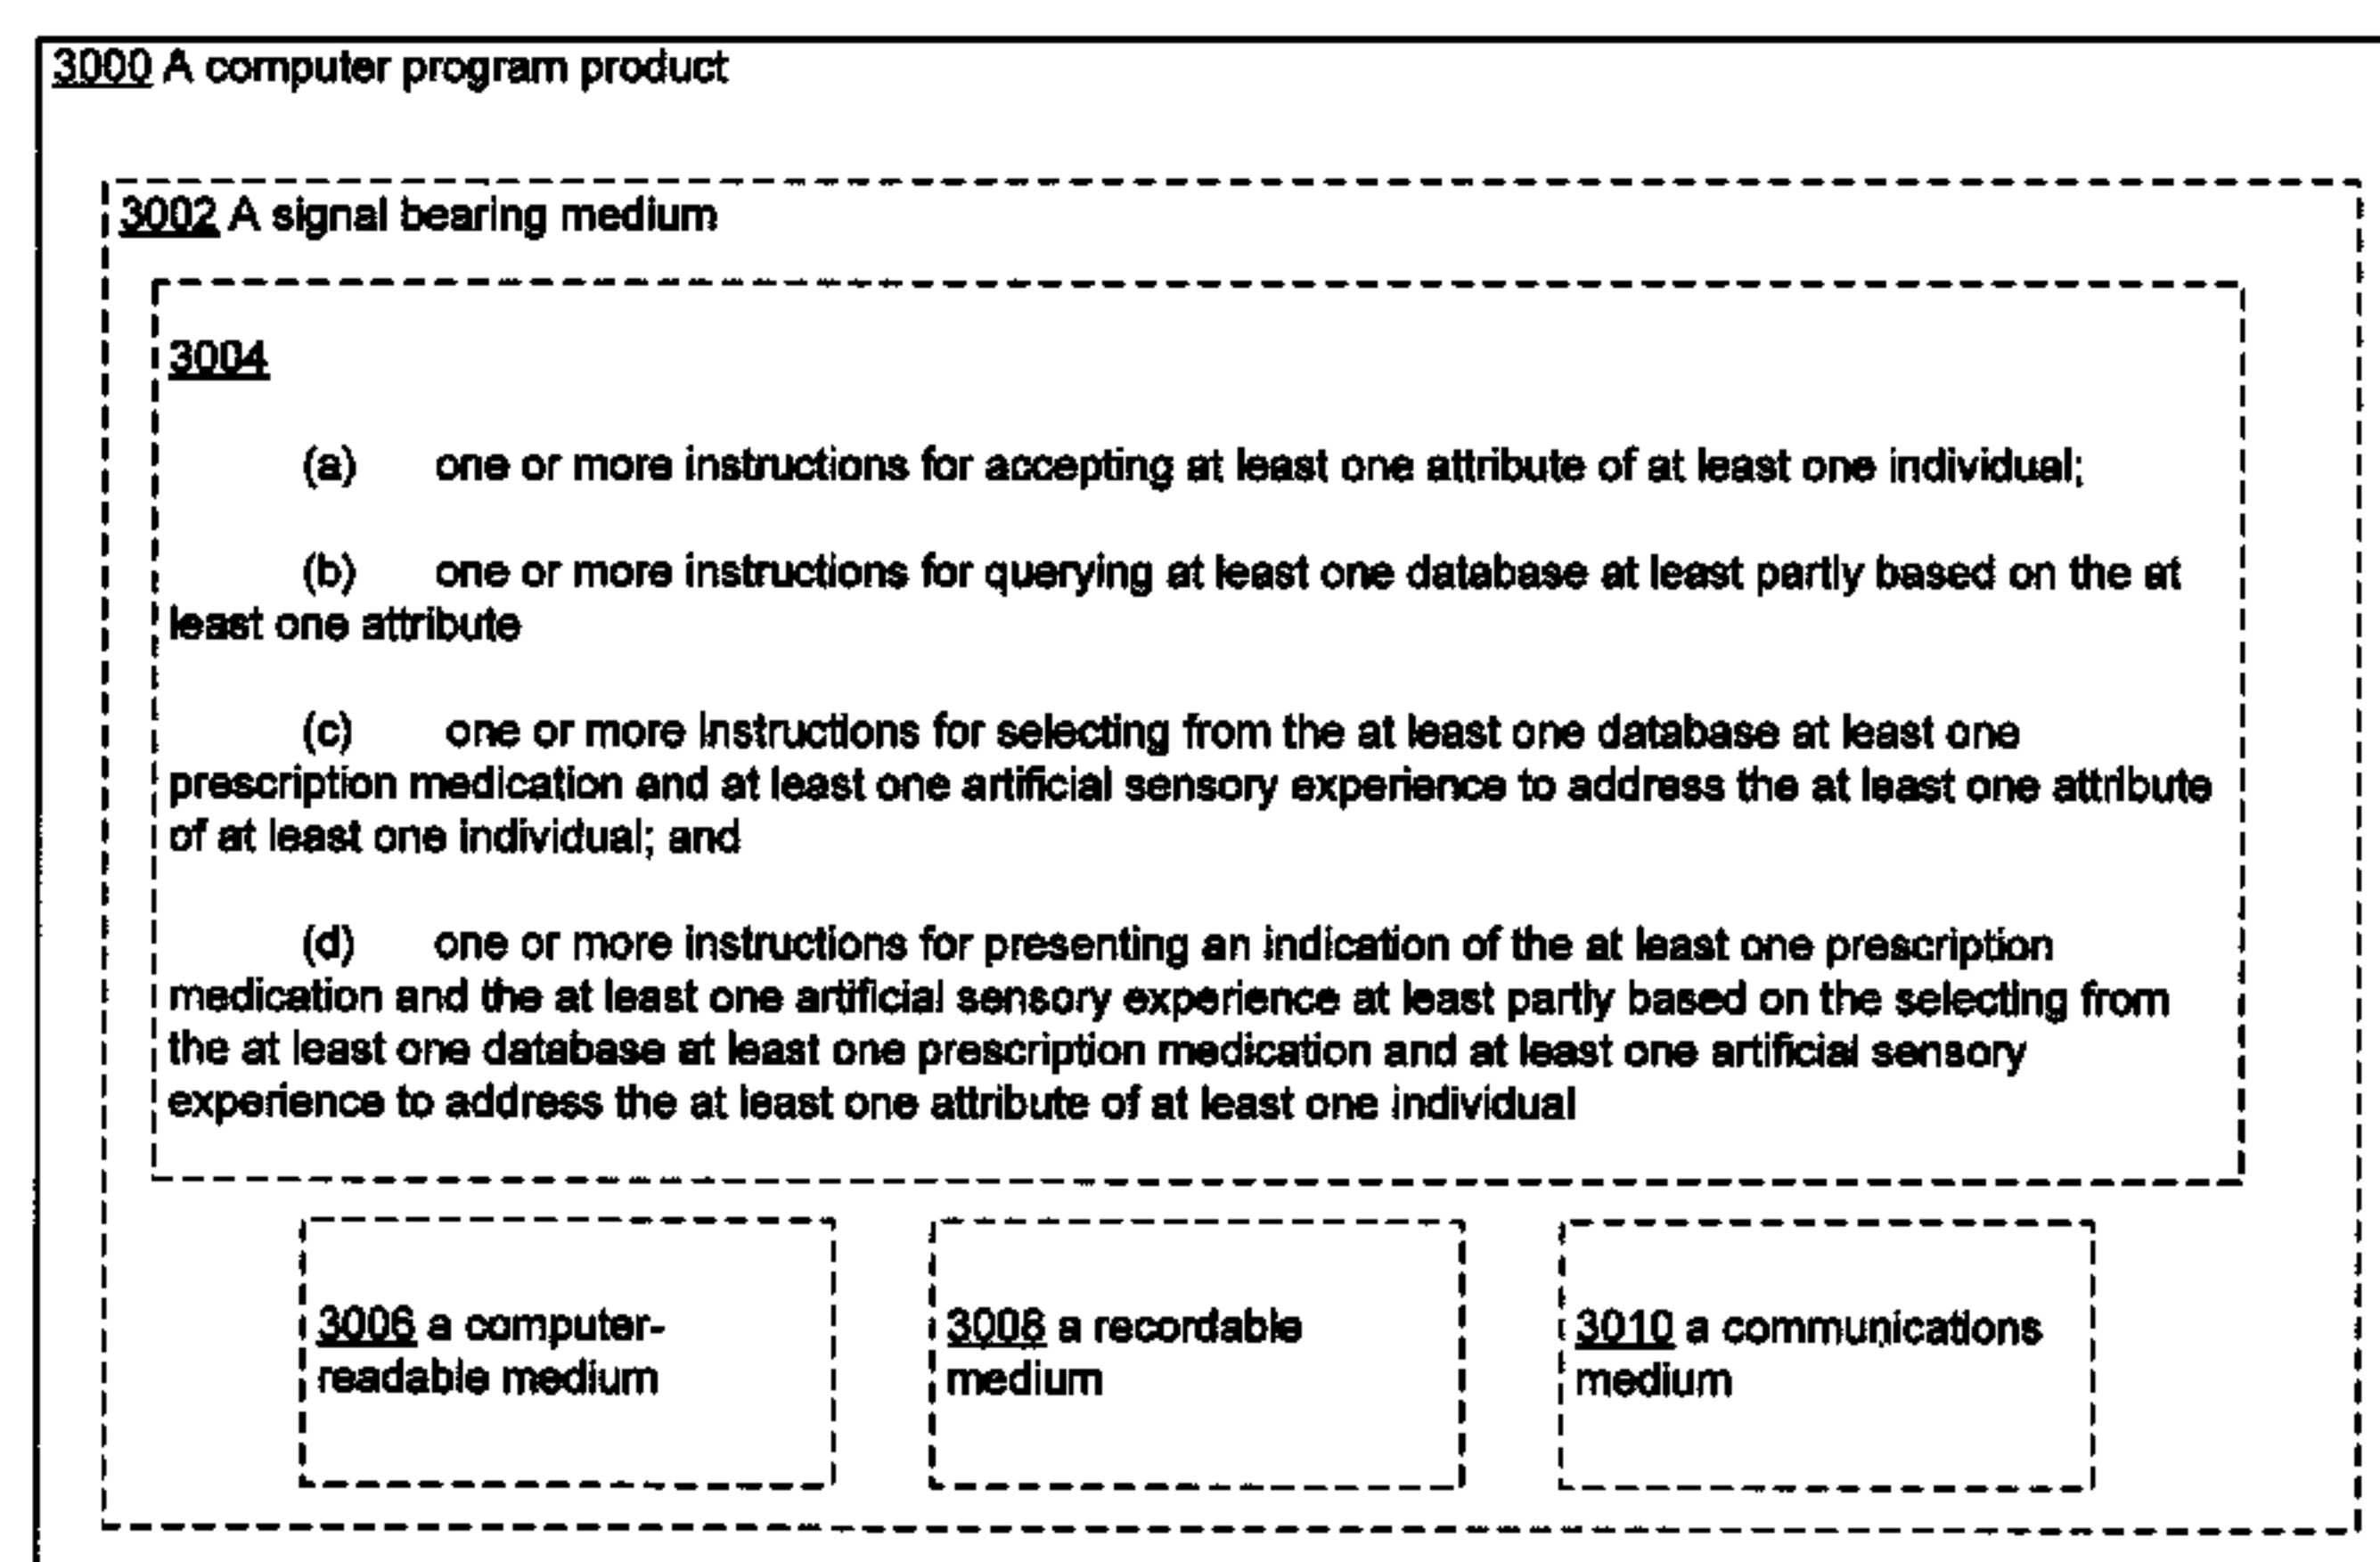 3000 A computer program product
3002 A signal bearing medium
3004
(a) one or more instructions for accepting at least one attribute of at least one individual;
(b) one or more instructions for querying at least one database at least partly based on the at
least one attribute
(c) one or more instructions for selecting from the at least one database at least one
prescription medication and at least one artificial sensory experience to address the at least one attribute
of at least one individual; and
(d) one or more instructions for presenting an indication of the at least one prescription
medication and the at least one artificial sensory experience at least partly based on the selecting from
the at least one database at least one prescription medication and at least one artificial sensory
experience to address the at least one attribute of at least one individual
3006 a computer-
readable medium
3008 a recordable
medium
3010 a communications
medium